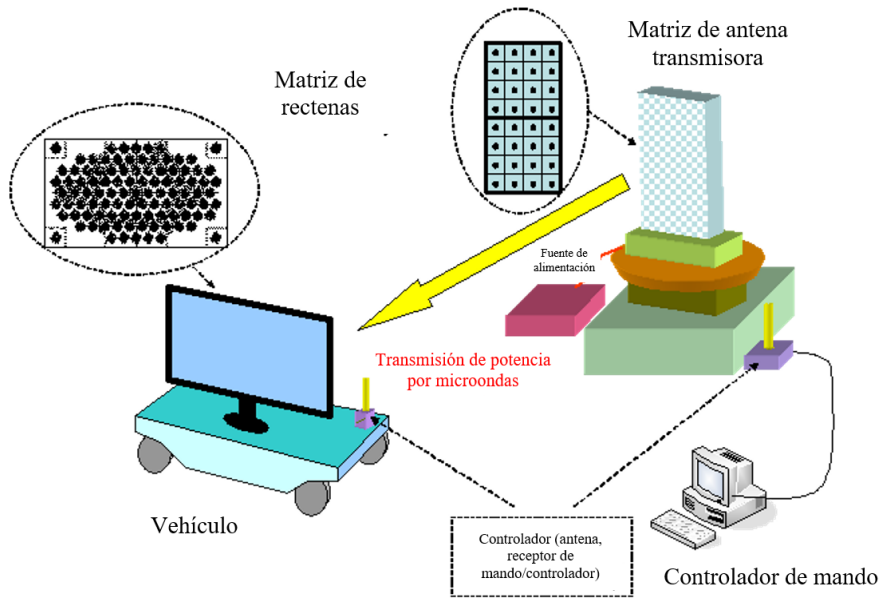 Matriz de antena
transmisora
Matriz de
rectenas
Fuente de
alimentación
Transmisión de potencia
por microondas
Vehículo
Controlador (antena,
receptor de
mando/controlador)
Controlador de mando